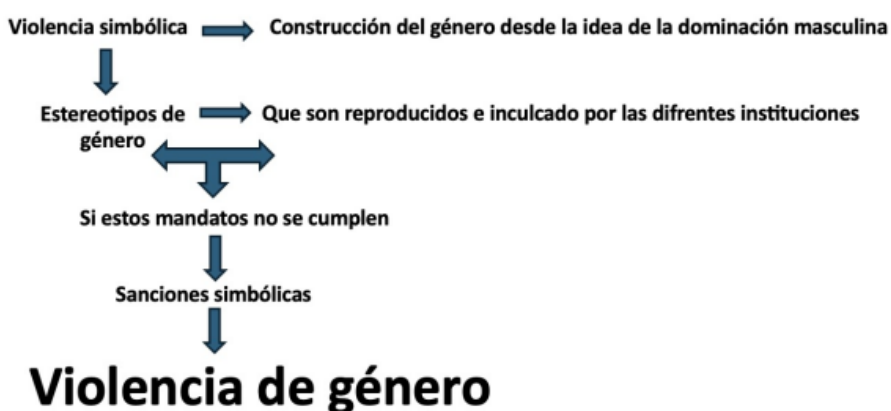 Violencia simbólica
Construcción del género desde la idea de la dominación masculina
Estereotipos de
género
Que son reproducidos e inculcado por las difrentes instituciones
Si estos mandatos no se cumplen
Sanciones simbólicas
Violencia de género